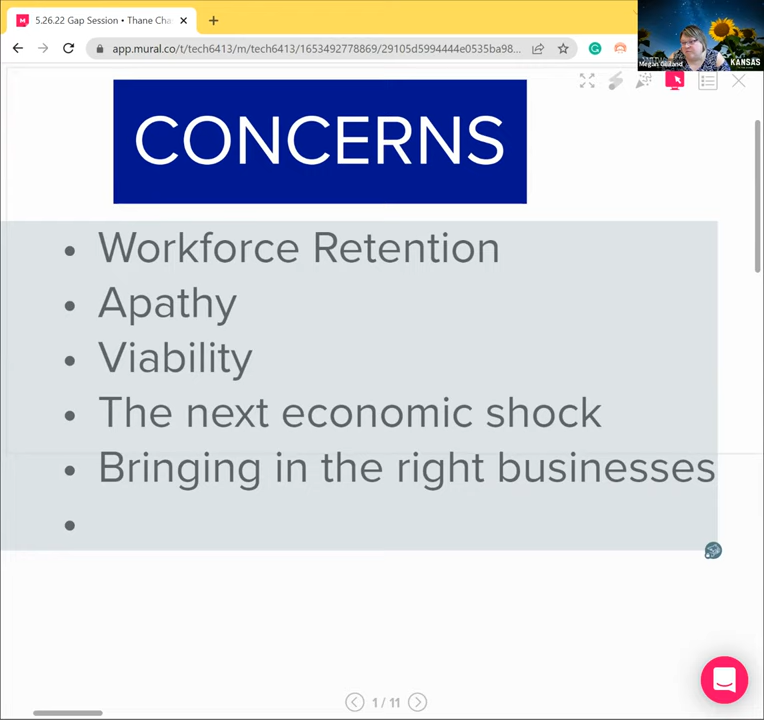 5.26.22 Gap Session • Thane Cha
app.mural.co/t/tech6413/m/tech6413/1653492778869/29105d5994444e0535ba98...
KANSAS
CONCERNS
• Workforce Retention
• Apathy
• Viability
• The next economic shock
• Bringing in the right businesses
•
1 / 11